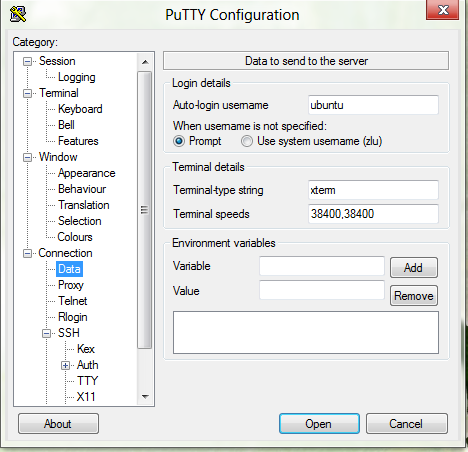 PuTTY Configuration
Category:
Session
Logging
Terminal
Keyboard
Bell
Features
Window
Appearance
Behaviour
Translation
Selection
Colours
Connection
Data
Proxy
Telnet
Rlogin
SSH
Kex
Auth
TTY
X11
Data to send to the server
Login details
Auto-login username ubuntu
When username is not specified:
Prompt Use system username (zlu)
Terminal details
Terminal-type string xterm
Terminal speeds 38400,38400
Environment variables
Variable Add
Value Remove
About Open Cancel